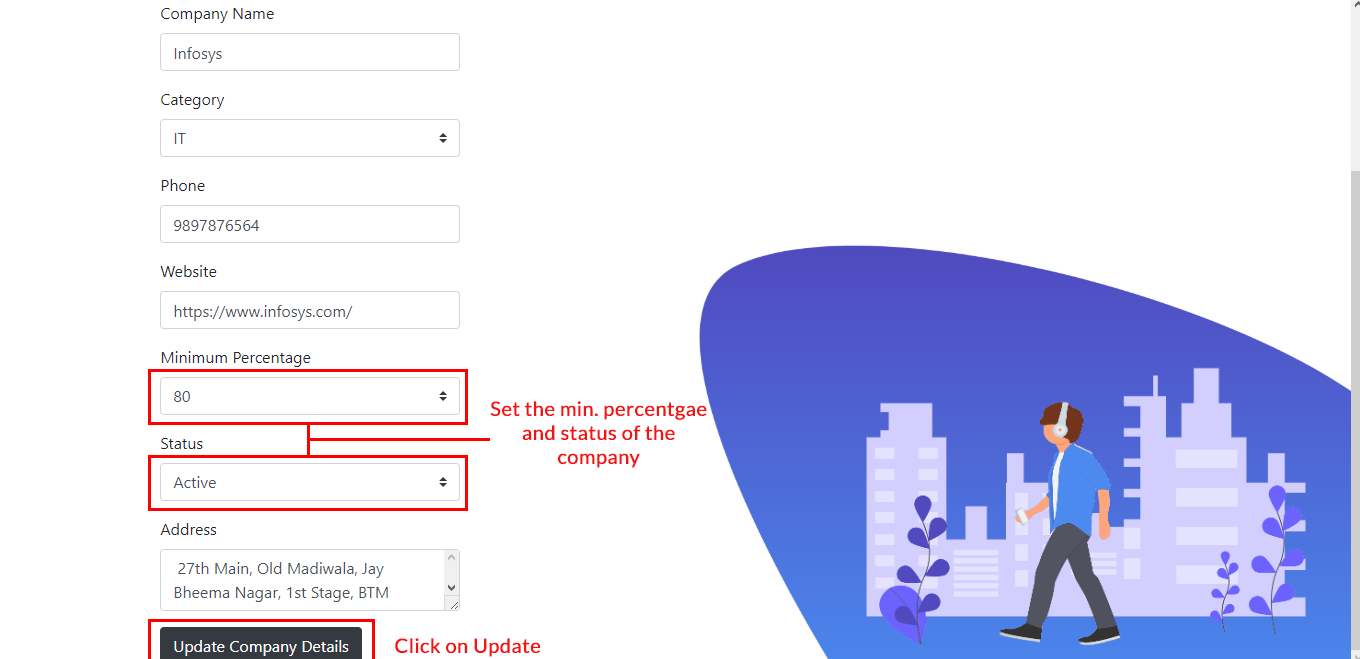 Company Name
Infosys
Category
IT
Phone
9897876564
Website
https://www.infosys.com/
Minimum Percentage
80
Set the min. percentgae
and status of the
company
Status
Active
Address
27th Main, Old Madiwala, Jay
Bheema Nagar, 1st Stage, BTM
Update Company Details
Click on Update